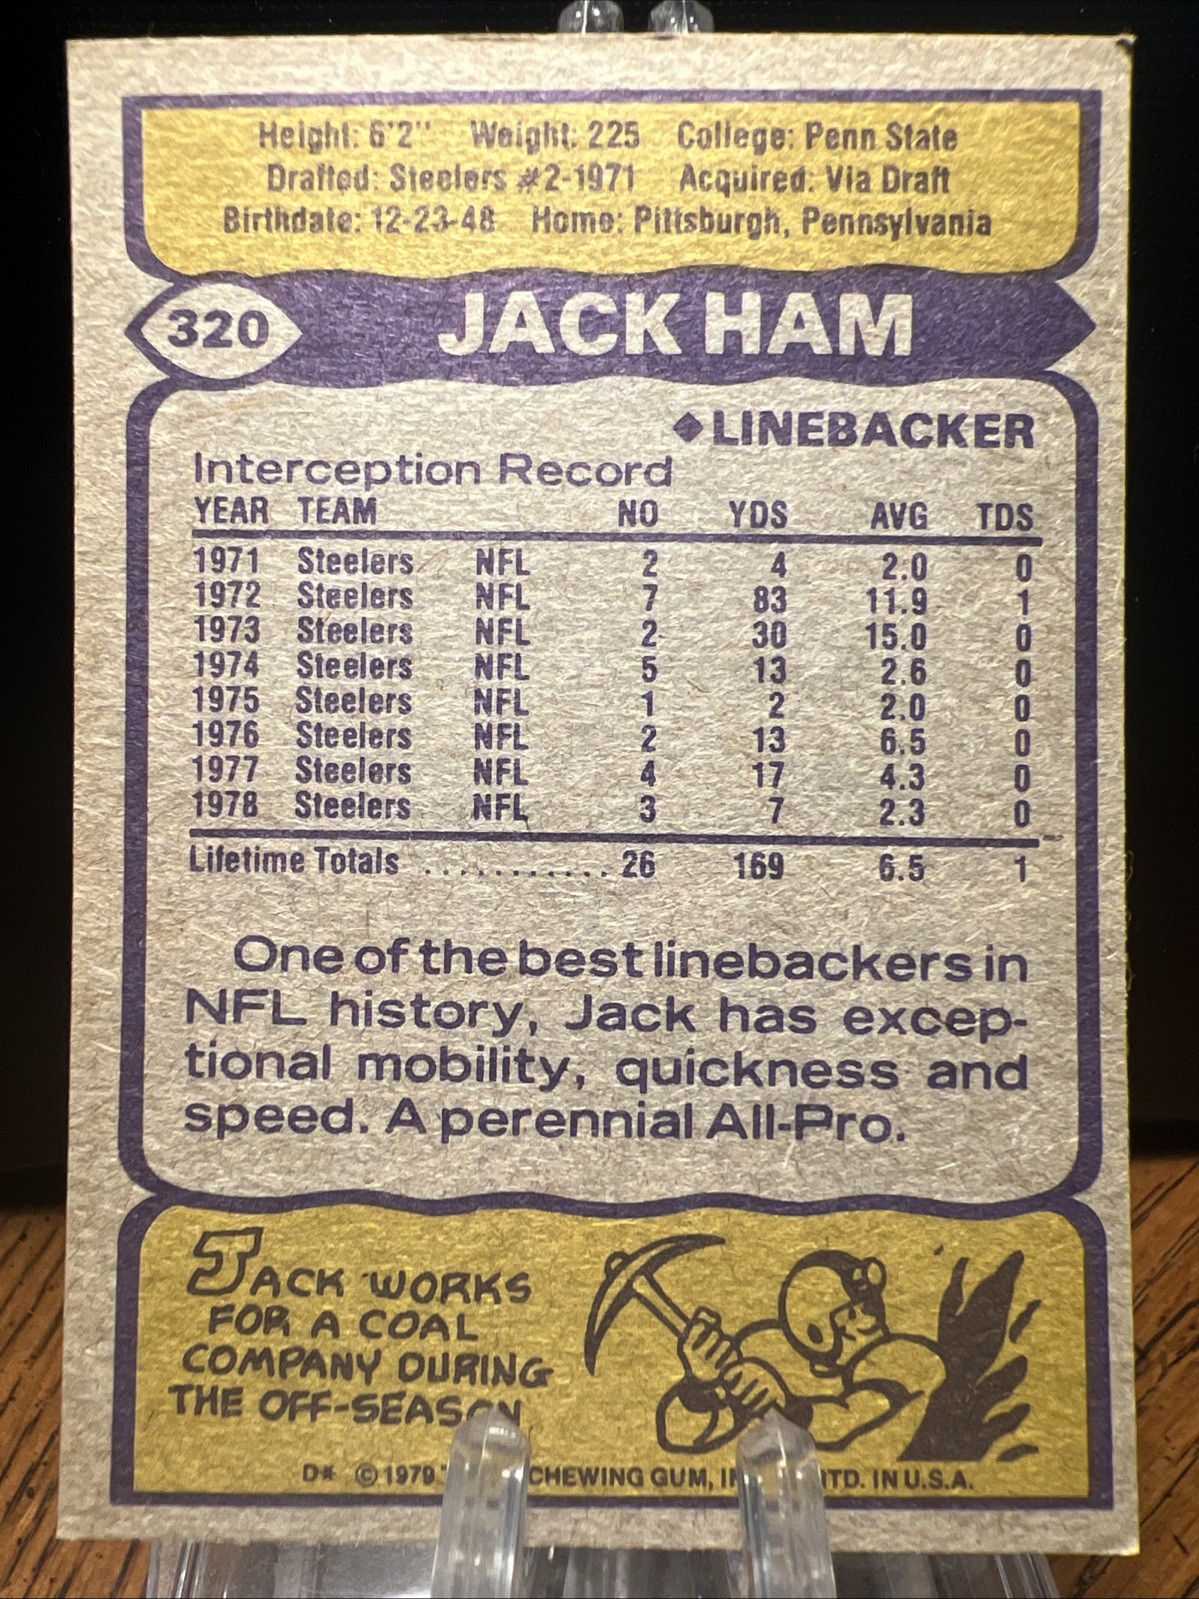 Height: 6'2" Weight: 225 College: Penn State
Drafted: Steelers #2-1971 Acquired: Via Draft
Birthdate: 12-23-48 Home: Pittsburgh, Pennsylvania
320 JACK HAM
◆LINEBACKER
Interception Record
YEAR TEAM NO YDS AVG TDS
1971 Steelers NFL 2 4 2.0 0
1972 Steelers NFL 7 83 11.9 1
1973 Steelers NFL 2 30 15.0 0
1974 Steelers NFL 5 13 2.6 0
1975 Steelers NFL 1 2 2.0 0
1976 Steelers NFL 2 13 6.5 0
1977 Steelers NFL 4 17 4.3 0
1978 Steelers NFL 3 7 2.3 0
Lifetime Totals ............ 26 169 6.5 1
One of the best linebackers in
NFL history, Jack has excep-
tional mobility, quickness and
speed. A perennial All-Pro.
JACK WORKS
FOR A COAL
COMPANY DURING
THE OFF-SEASON
D* © 1979 CHEWING GUM, IN U.S.A.